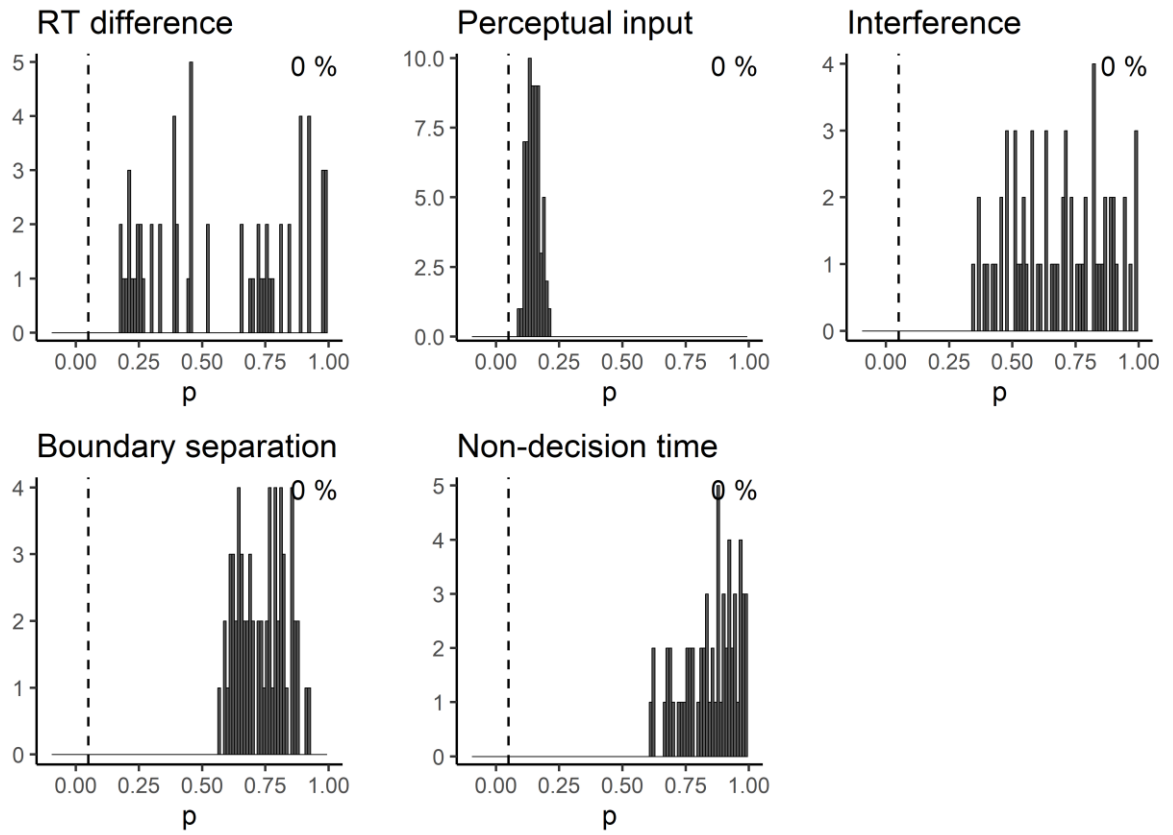 RT difference
0 %
5
4
3
2
1
0
0.00 0.25 0.50 0.75 1.00
p
Perceptual input
0 %
10.0
7.5
5.0
2.5
0.0
0.00 0.25 0.50 0.75 1.00
p
Interference
0 %
4
3
2
1
0
0.00 0.25 0.50 0.75 1.00
p
Boundary separation
0 %
4
3
2
1
0
0.00 0.25 0.50 0.75 1.00
p
Non-decision time
0 %
5
4
3
2
1
0
0.00 0.25 0.50 0.75 1.00
p